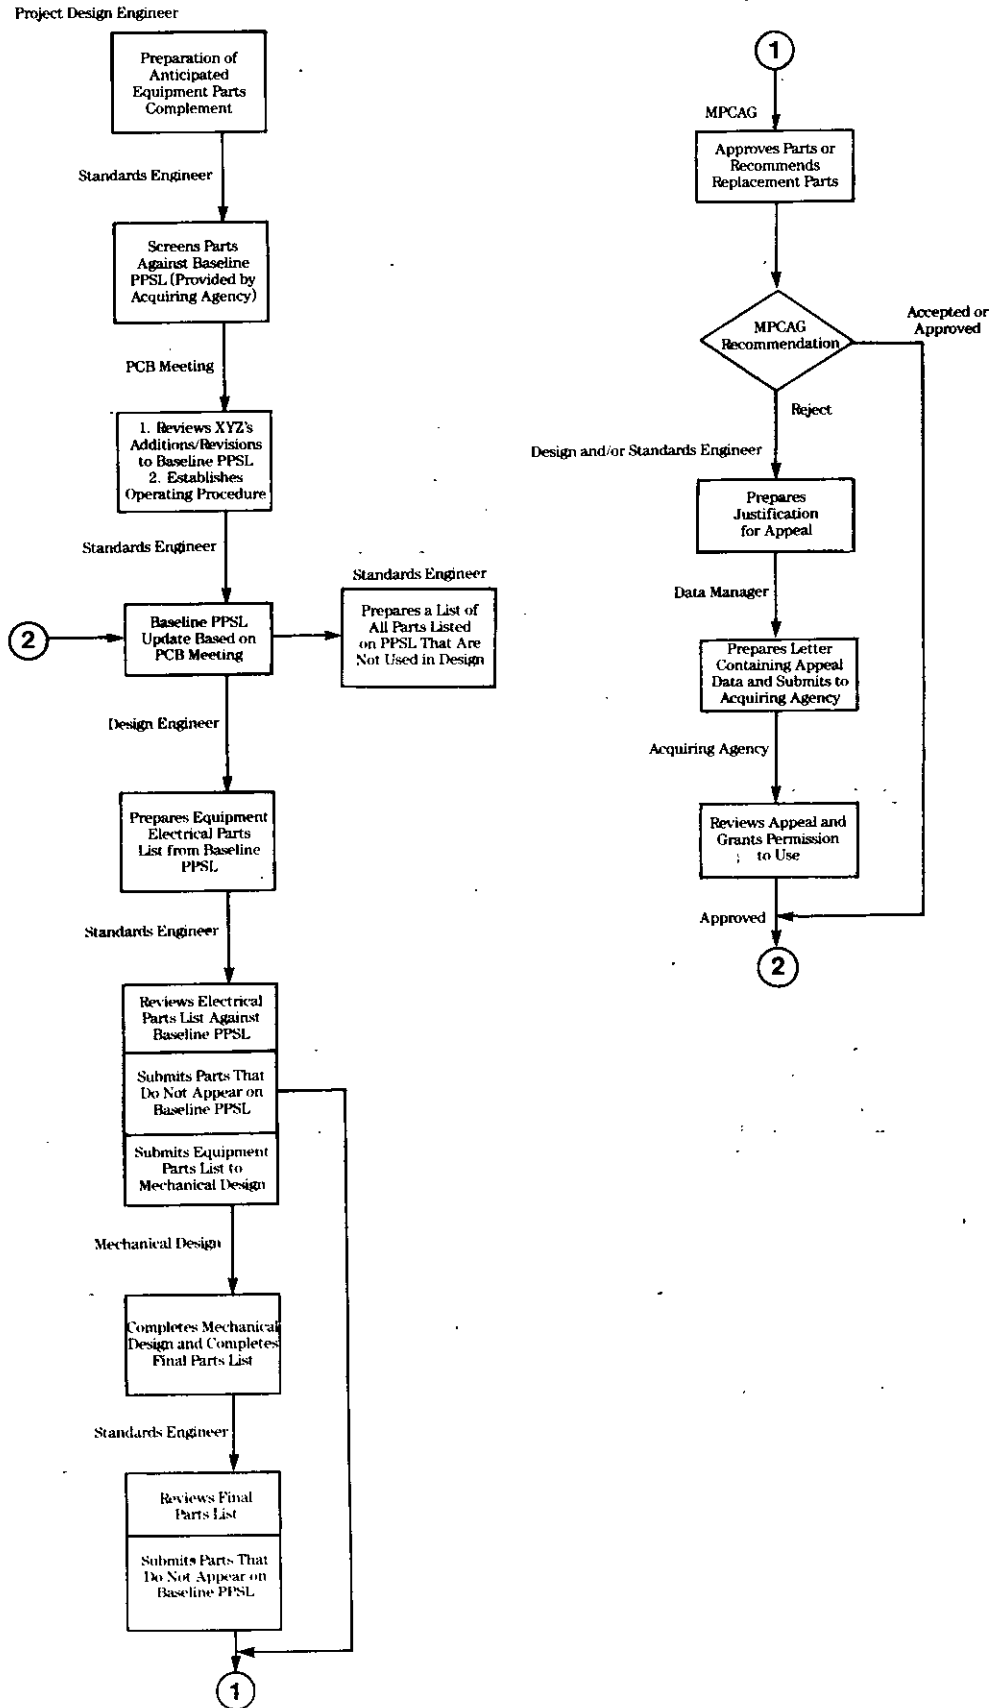 Project Design Engineer
Preparation of
Anticipated
Equipment Parts
Complement
Standards Engineer
Screens Parts
Against Baseline
PPSL (Provided by
Acquiring Agency)
PCB Meeting
1. Reviews XYZ's
Additions/Revisions
to Baseline PPSL
2. Establishes
Operating Procedure
Standards Engineer
2
Baseline PPSL
Update Based on
PCB Meeting
Standards Engineer
Prepares a List of
All Parts Listed
on PPSL That Are
Not Used in Design
Design Engineer
Prepares Equipment
Electrical Parts
List from Baseline
PPSL
Standards Engineer
Reviews Electrical
Parts List Against
Baseline PPSL
Submits Parts That
Do Not Appear on
Baseline PPSL
Submits Equipment
Parts List to
Mechanical Design
Mechanical Design
Completes Mechanical
Design and Completes
Final Parts List
Standards Engineer
Reviews Final
Parts List
Submits Parts That
Do Not Appear on
Baseline PPSL
1
1
MPCAG
Approves Parts or
Recommends
Replacement Parts
MPCAG
Recommendation
Accepted or
Approved
Reject
Design and/or Standards Engineer
Prepares
Justification
for Appeal
Data Manager
Prepares Letter
Containing Appeal
Data and Submits to
Acquiring Agency
Acquiring Agency
Reviews Appeal and
Grants Permission
to Use
Approved
2